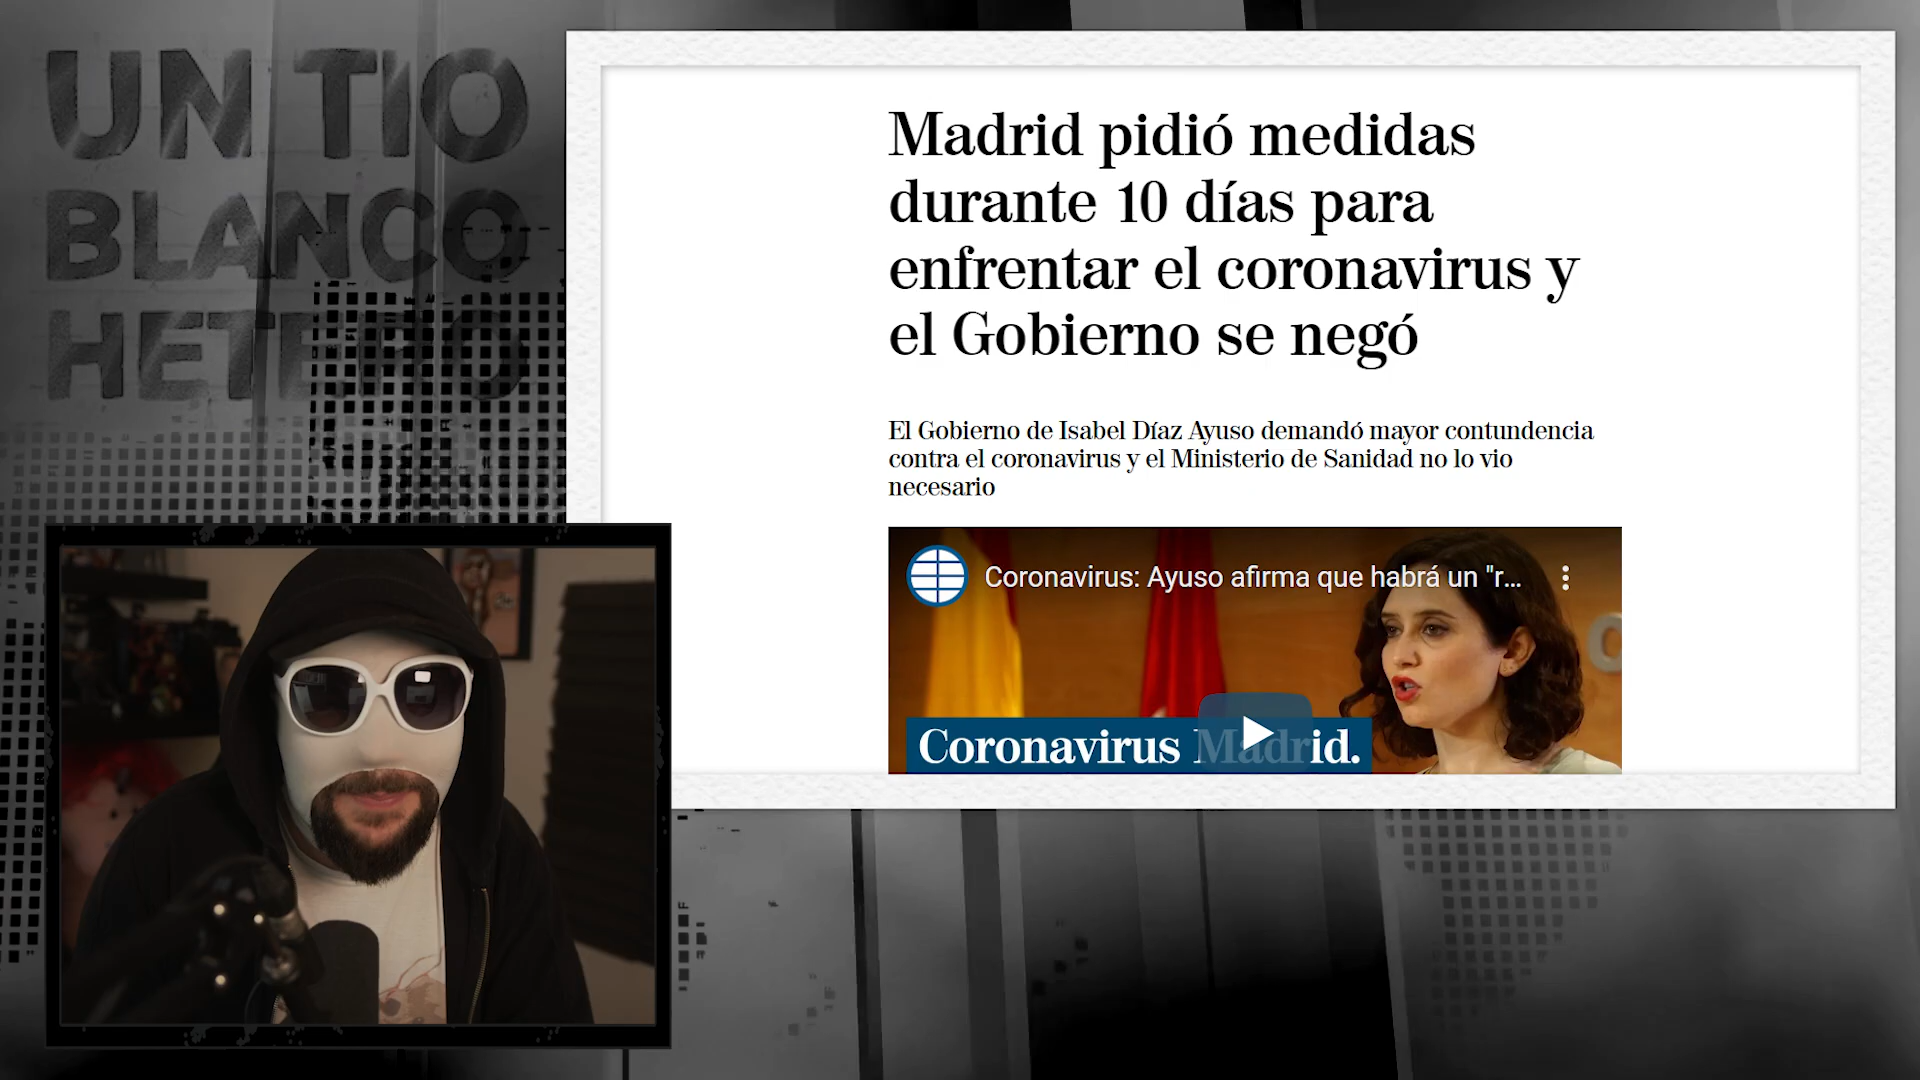 UN TIO
BLANCO
HETERO
Madrid pidió medidas
durante 10 días para
enfrentar el coronavirus y
el Gobierno se negó
El Gobierno de Isabel Díaz Ayuso demandó mayor contundencia
contra el coronavirus y el Ministerio de Sanidad no lo vio
necesario
Coronavirus: Ayuso afirma que habrá un "r...
Coronavirus Madrid.